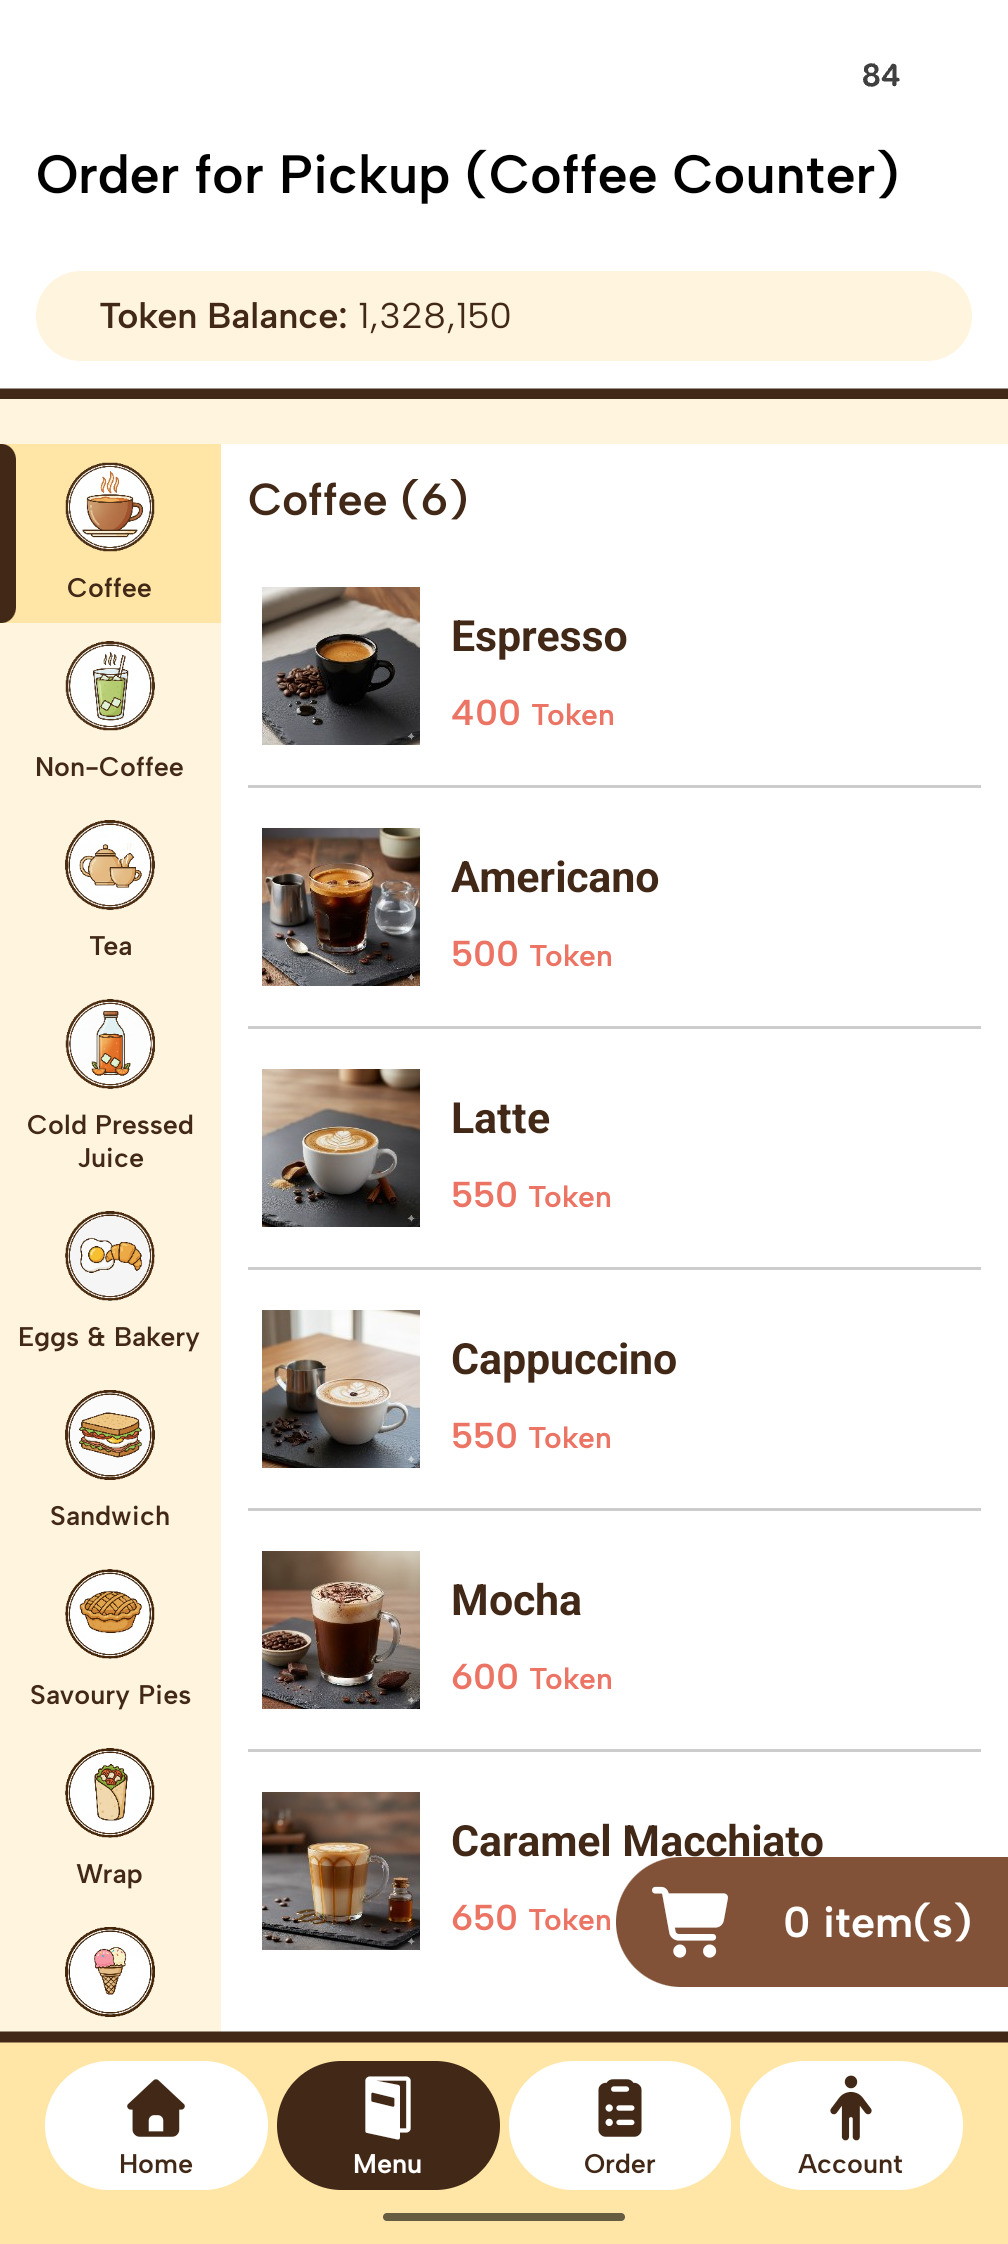 84
Order for Pickup (Coffee Counter)
Token Balance: 1,328,150
Coffee
Non-Coffee
Tea
Cold Pressed
Juice
Eggs & Bakery
Sandwich
Savoury Pies
Wrap
Coffee (6)
Espresso
400 Token
Americano
500 Token
Latte
550 Token
Cappuccino
550 Token
Mocha
600 Token
Caramel Macchiato
650 Token
0 item(s)
Home
Menu
Order
Account